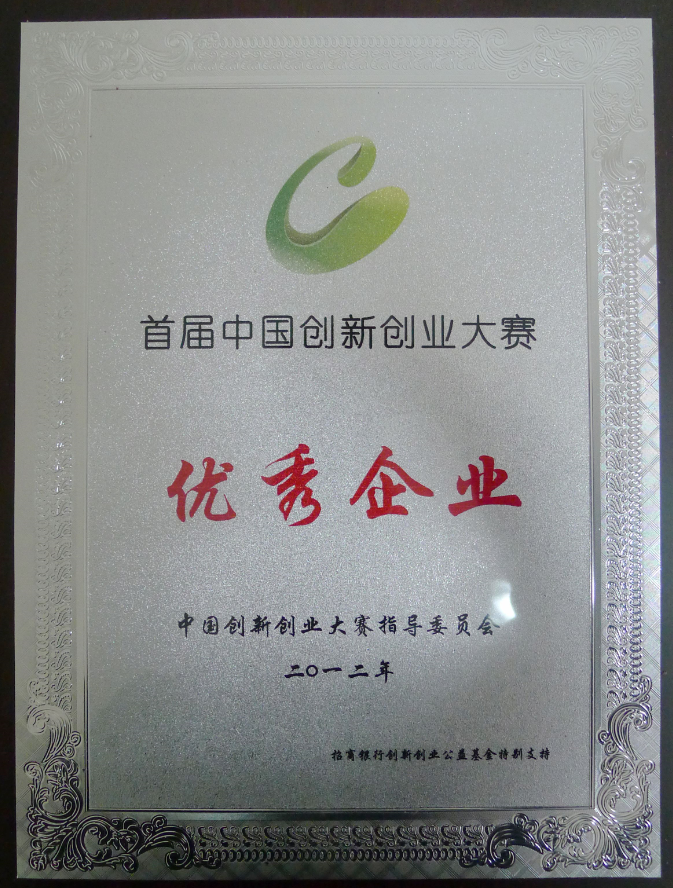 首届中国创新创业大赛
优秀企业
中国创新创业大赛指导委员会
二〇一二年
招商银行创新创业公益基金特别支持